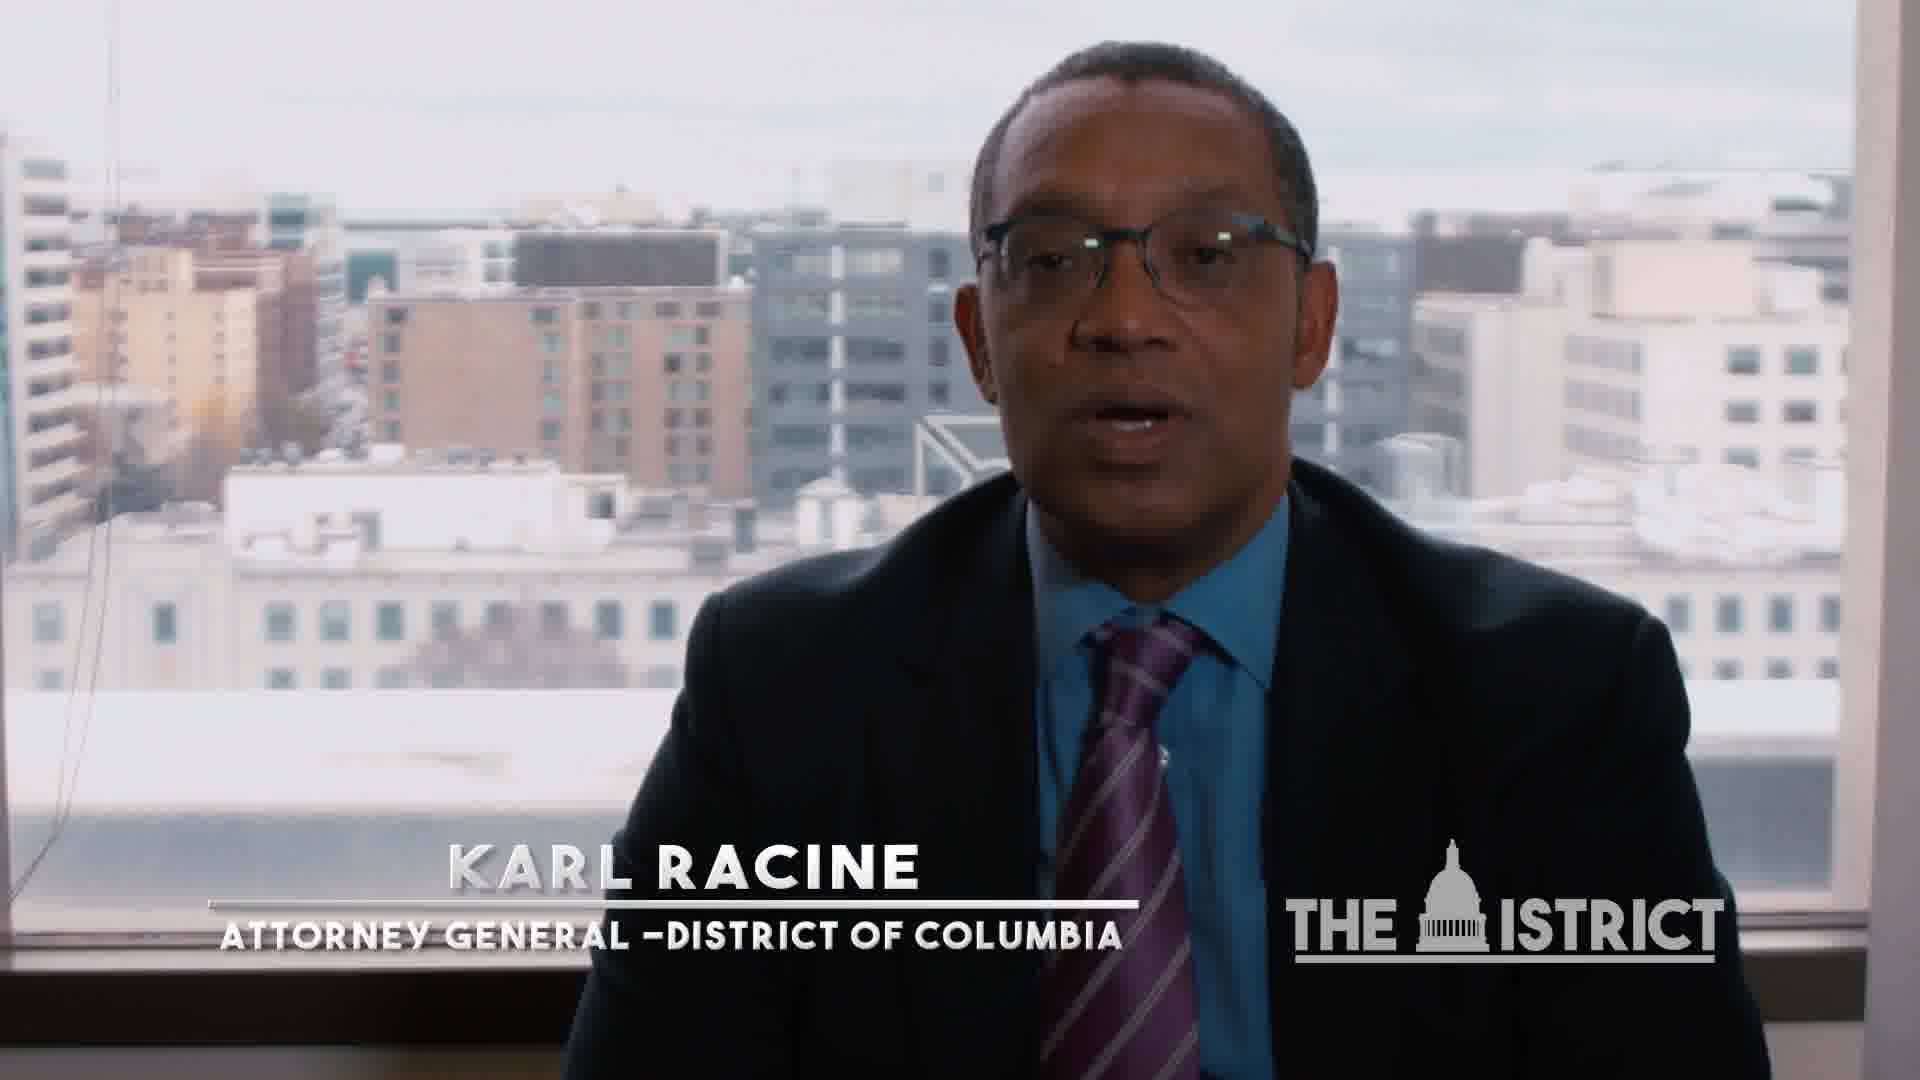 KARL RACINE
ATTORNEY GENERAL -DISTRICT OF COLUMBIA
THE ISTRICT